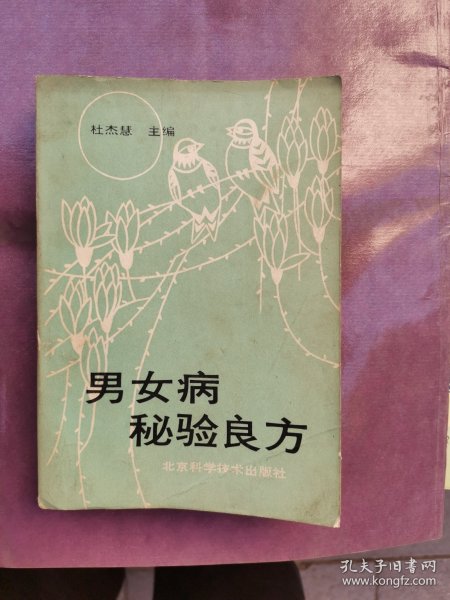 杜杰慧 主编
男女病
秘验良方
北京科学技术出版社
孔夫子旧书网
www.kongfz.com